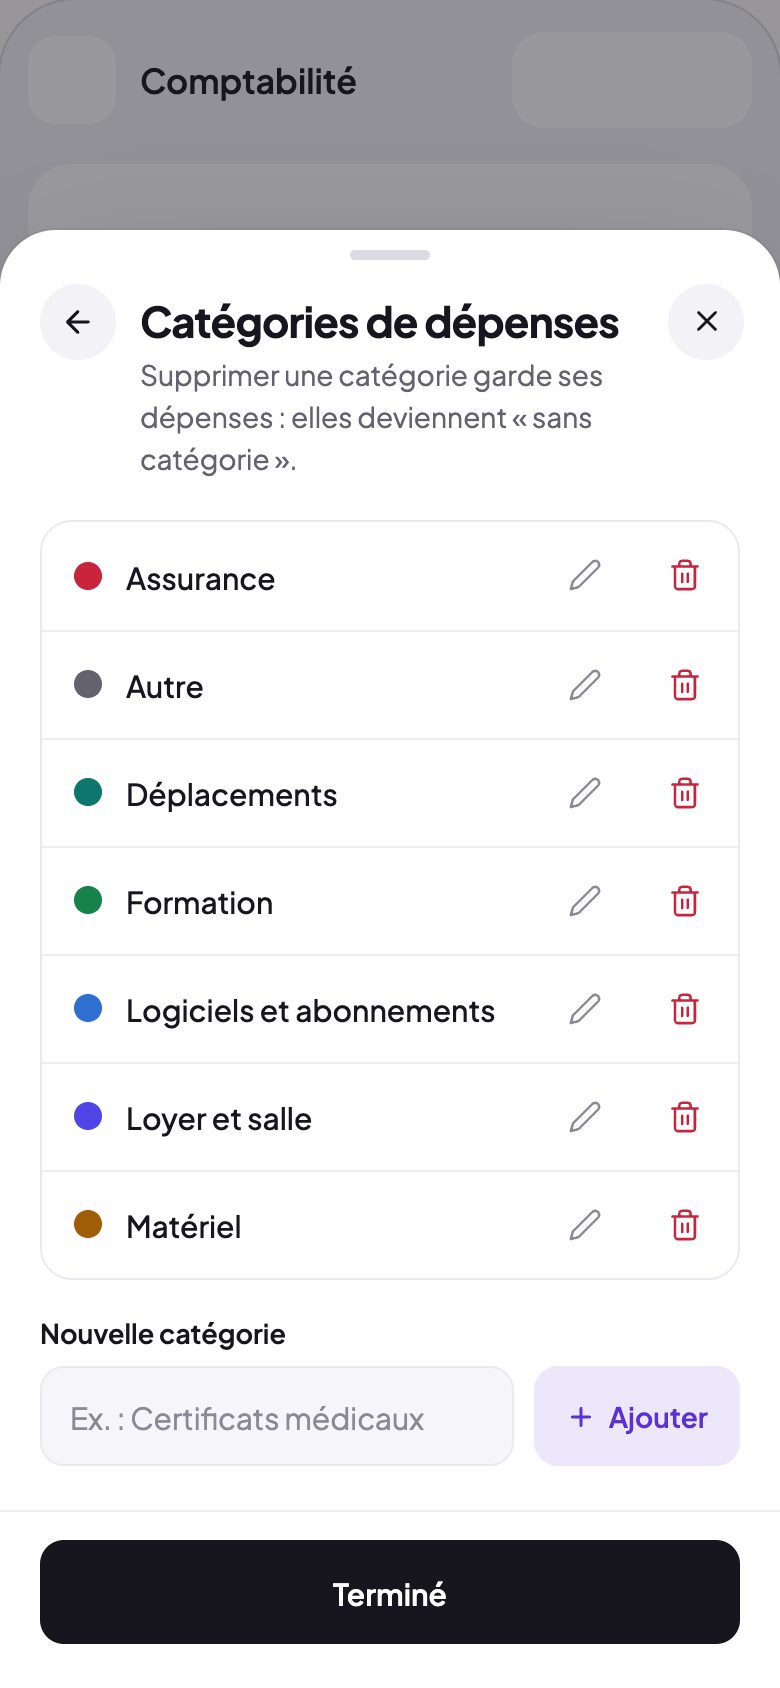 Comptabilité
Catégories de dépenses
Supprimer une catégorie garde ses
dépenses : elles deviennent « sans
catégorie ».
Assurance
Autre
Déplacements
Formation
Logiciels et abonnements
Loyer et salle
Matériel
Nouvelle catégorie
Ex. : Certificats médicaux
+ Ajouter
Terminé